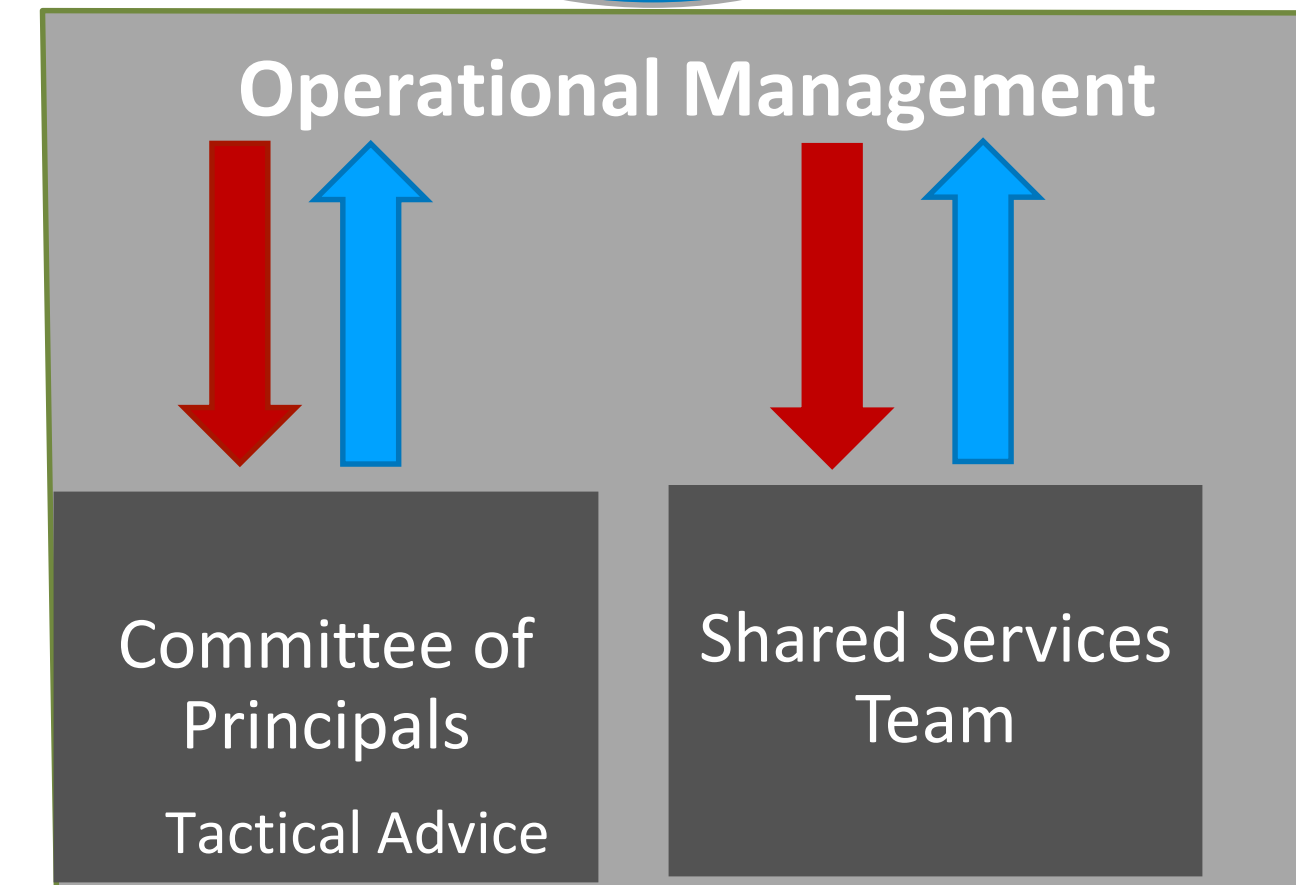 Operational Management
Committee of
Principals
Tactical Advice
Shared Services
Team